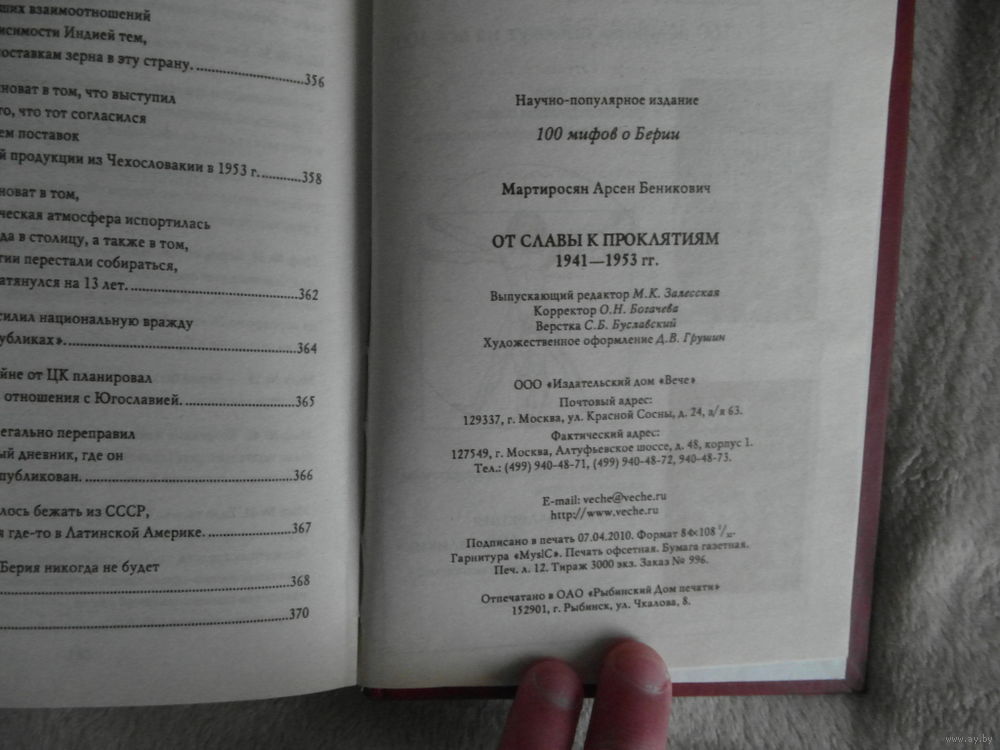 ших взаимоотношений
исимости Индией тем,
оставкам зерна в эту страну. 356
новат в том, что выступил
го, что тот согласился
ем поставок
й продукции из Чехословакии в 1953 г. 358
новат в том,
ческая атмосфера испортилась
да в столицу, а также в том,
тии перестали собираться,
атянулся на 13 лет. 362
силил национальную вражду
убликах». 364
йне от ЦК планировал
отношения с Югославией. 365
егально переправил
ый дневник, где он
публикован. 366
лось бежать из СССР,
я где-то в Латинской Америке. 367
Берия никогда не будет
368
370
Научно-популярное издание
100 мифов о Берии
Мартиросян Арсен Беникович
ОТ СЛАВЫ К ПРОКЛЯТИЯМ
1941—1953 гг.
Выпускающий редактор М.К. Залесская
Корректор О.Н. Богачева
Верстка С.Б. Буславский
Художественное оформление Д.В. Грушин
ООО «Издательский дом «Вече»
Почтовый адрес:
129337, г. Москва, ул. Красной Сосны, д. 24, а/я 63.
Фактический адрес:
127549, г. Москва, Алтуфьевское шоссе, д. 48, корпус 1.
Тел.: (499) 940-48-71, (499) 940-48-72, 940-48-73.
E-mail: veche@veche.ru
http://www.veche.ru
Подписано в печать 07.04.2010. Формат 84×108 1/32.
Гарнитура «MysIC». Печать офсетная. Бумага газетная.
Печ. л. 12. Тираж 3000 экз. Заказ № 996.
Отпечатано в ОАО «Рыбинский Дом печати»
152901, г. Рыбинск, ул. Чкалова, 8.
www.ay.by